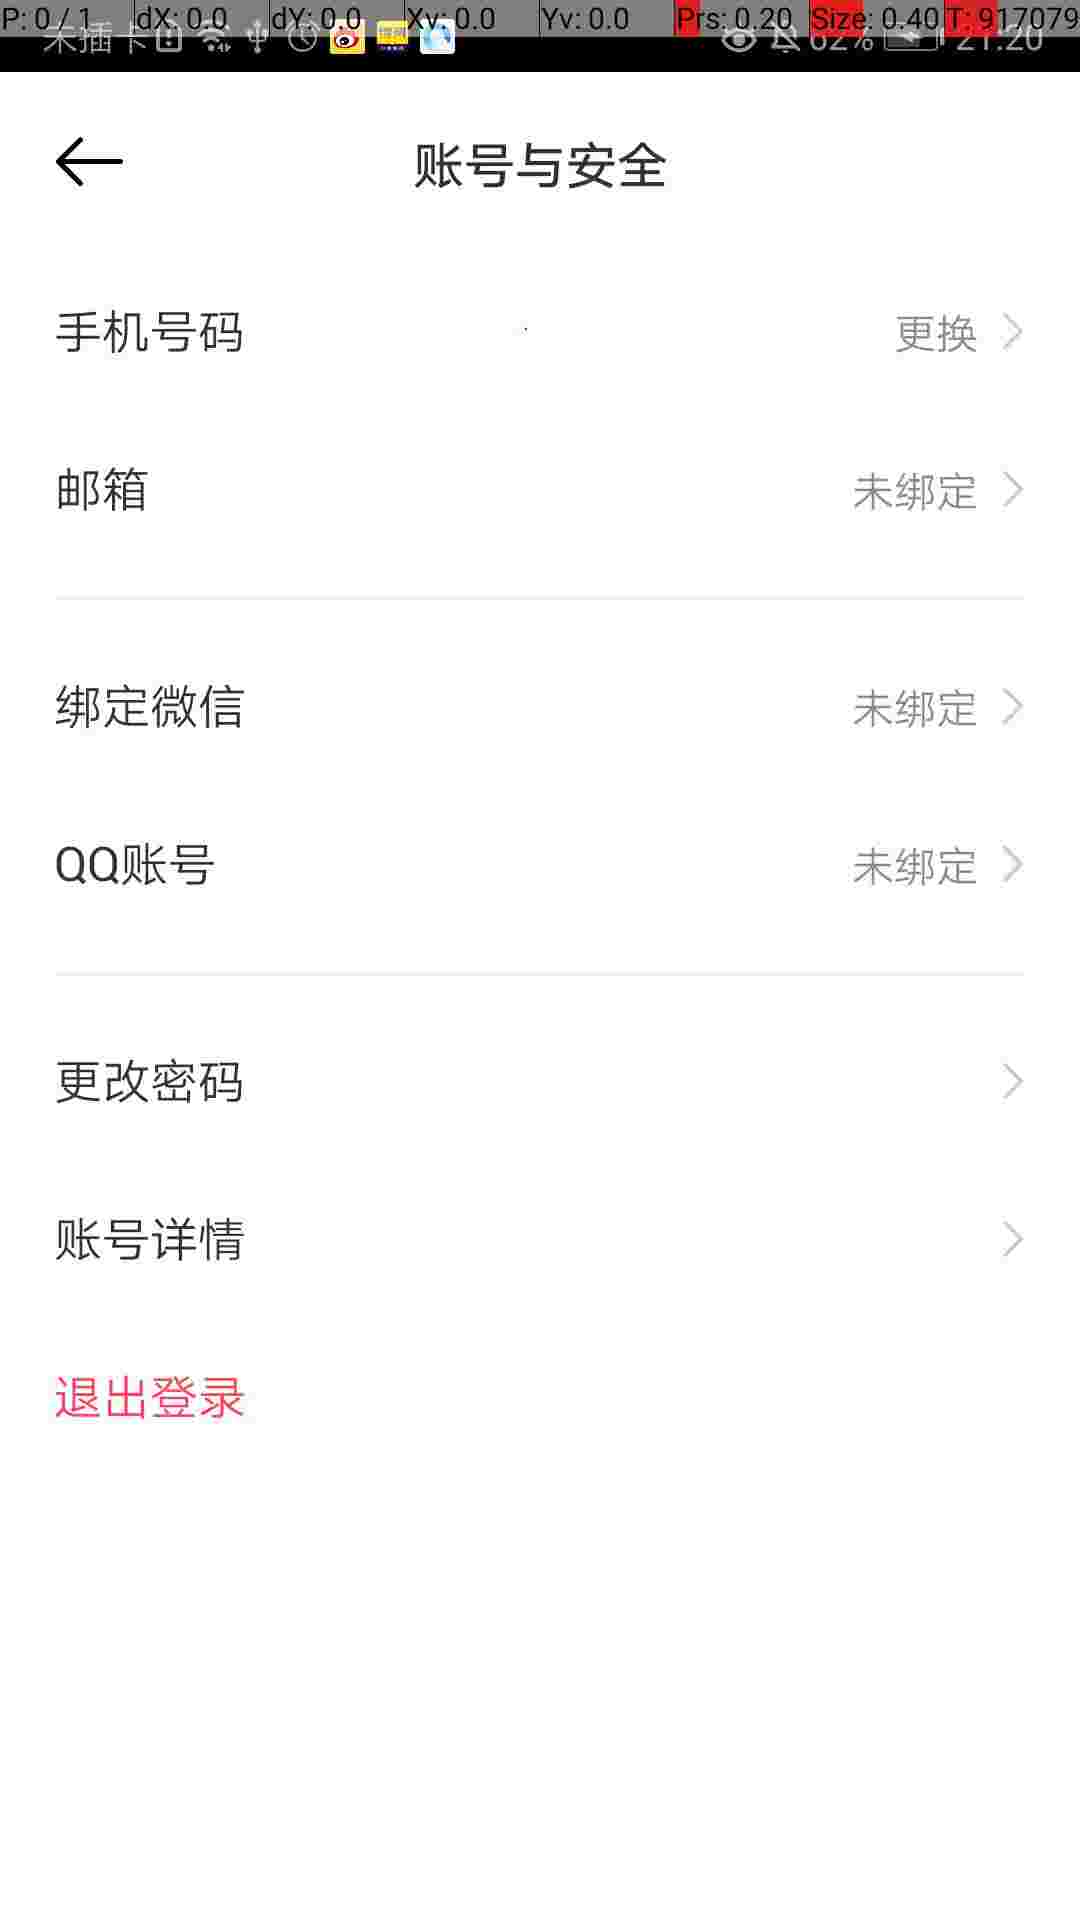 P: 0 / 1 dX: 0.0 dY: 0.0 Xv: 0.0 Yv: 0.0 Prs: 0.20 Size: 0.40 T: 917079
未插卡 62% 21:20
账号与安全
手机号码 更换
邮箱 未绑定
绑定微信 未绑定
QQ账号 未绑定
更改密码
账号详情
退出登录